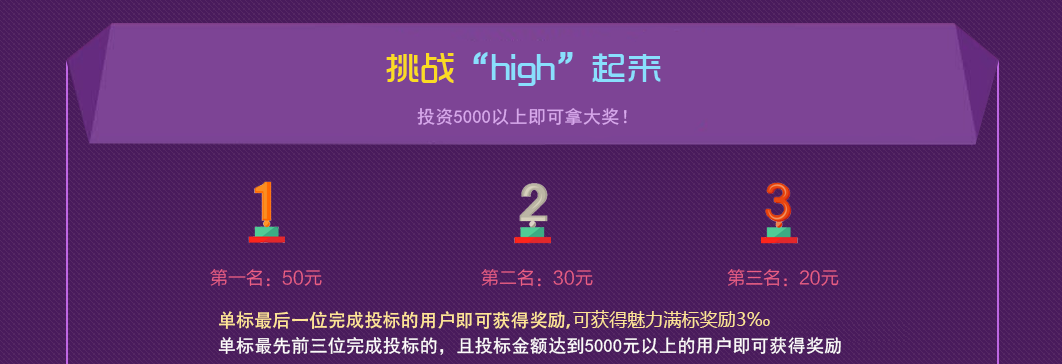 挑战“high”起来
投资5000以上即可拿大奖！
1 2 3
第一名：50元 第二名：30元 第三名：20元
单标最后一位完成投标的用户即可获得奖励,可获得魅力满标奖励3‰
单标最先前三位完成投标的，且投标金额达到5000元以上的用户即可获得奖励